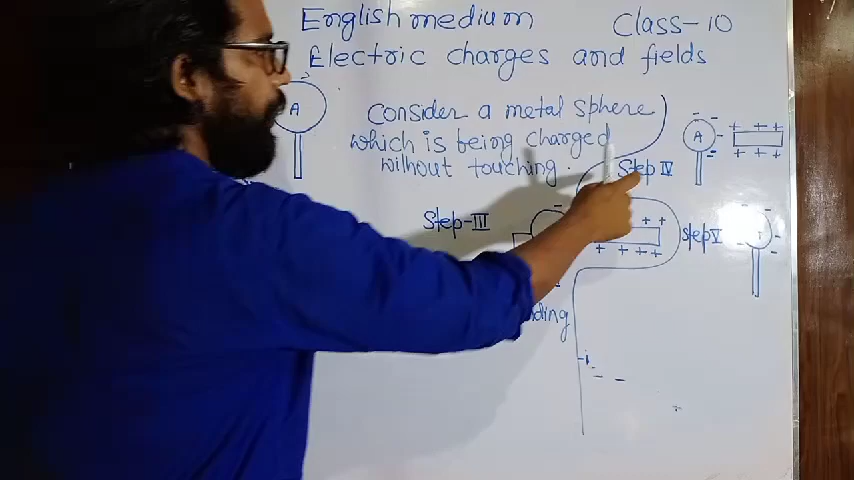 English medium Class-10
Electric charges and fields
A
Consider a metal sphere
which is being charged
without touching.
Step IV
A
Step-III
Step V